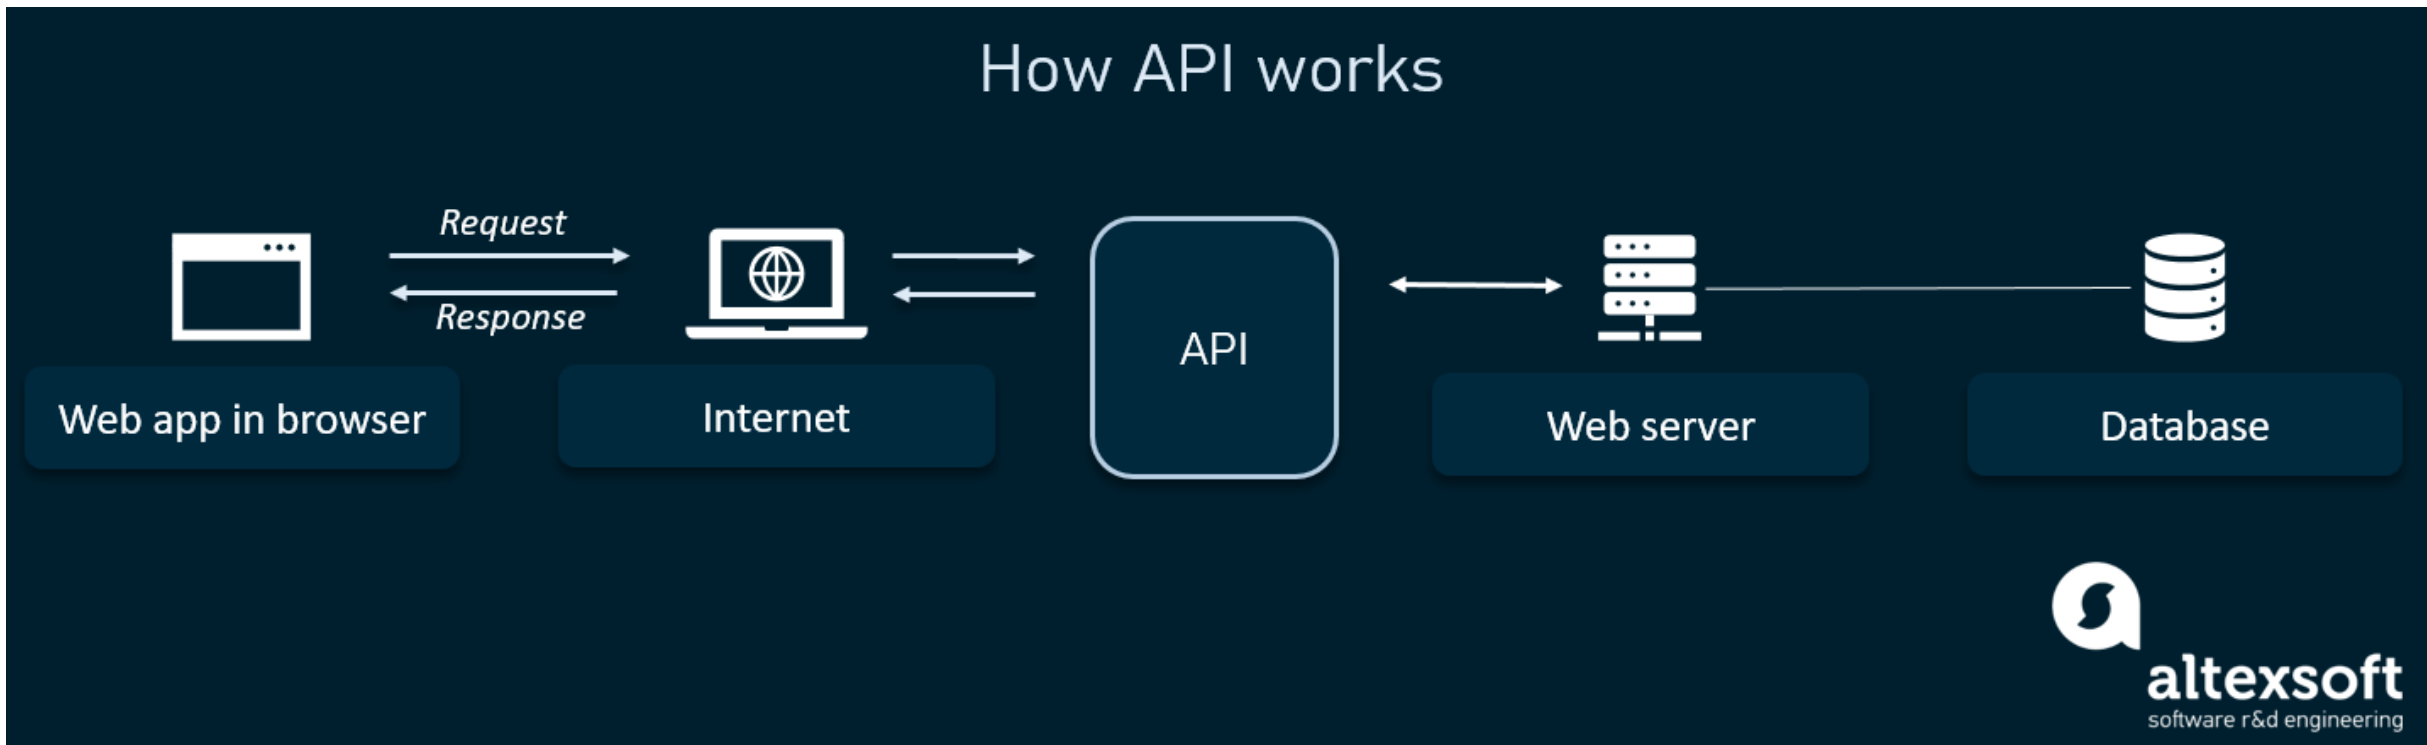 How API works
Request
Response
API
Web app in browser
Internet
Web server
Database
altexsoft
software r&d engineering